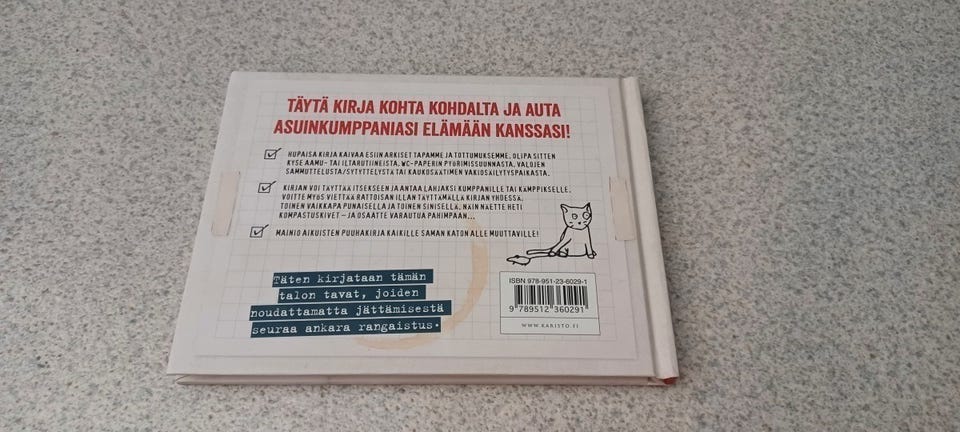 TÄYTÄ KIRJA KOHTA KOHDALTA JA AUTA
ASUINKUMPPANIASI ELÄMÄÄN KANSSASI!
HUPAISA KIRJA KAIVAA ESIIN ARKISET TAPAMME JA TOTTUMUKSEMME, OLIPA SITTEN
KYSE AAMU- TAI ILTARUTIINEISTA, WC-PAPERIN PYÖRIMISSUUNNASTA, VALOJEN
SAMMUTTELUSTA/SYTYTTELYSTÄ TAI KAUKOSÄÄTIMEN VAKIOSÄILYTYSPAIKASTA.
KIRJAN VOI TÄYTTÄÄ ITSEKSEEN JA ANTAA LAHJAKSI KUMPPANILLE TAI KÄMPPIKSELLE.
VOITTE MYÖS VIETTÄÄ RATTOISAN ILLAN TÄYTTÄMÄLLÄ KIRJAN YHDESSÄ,
TOINEN VAIKKAPA PUNAISELLA JA TOINEN SINISELLÄ. NÄIN NÄETTE HETI
KOMPASTUSKIVET – JA OSAATTE VARAUTUA PAHIMPAAN...
MAINIO AIKUISTEN PUUHAKIRJA KAIKILLE SAMAN KATON ALLE MUUTTAVILLE!
Täten kirjataan tämän
talon tavat, joiden
noudattamatta jättämisestä
seuraa ankara rangaistus.
ISBN 978-951-23-6029-1
9 789512 360291
WWW.KARISTO.FI